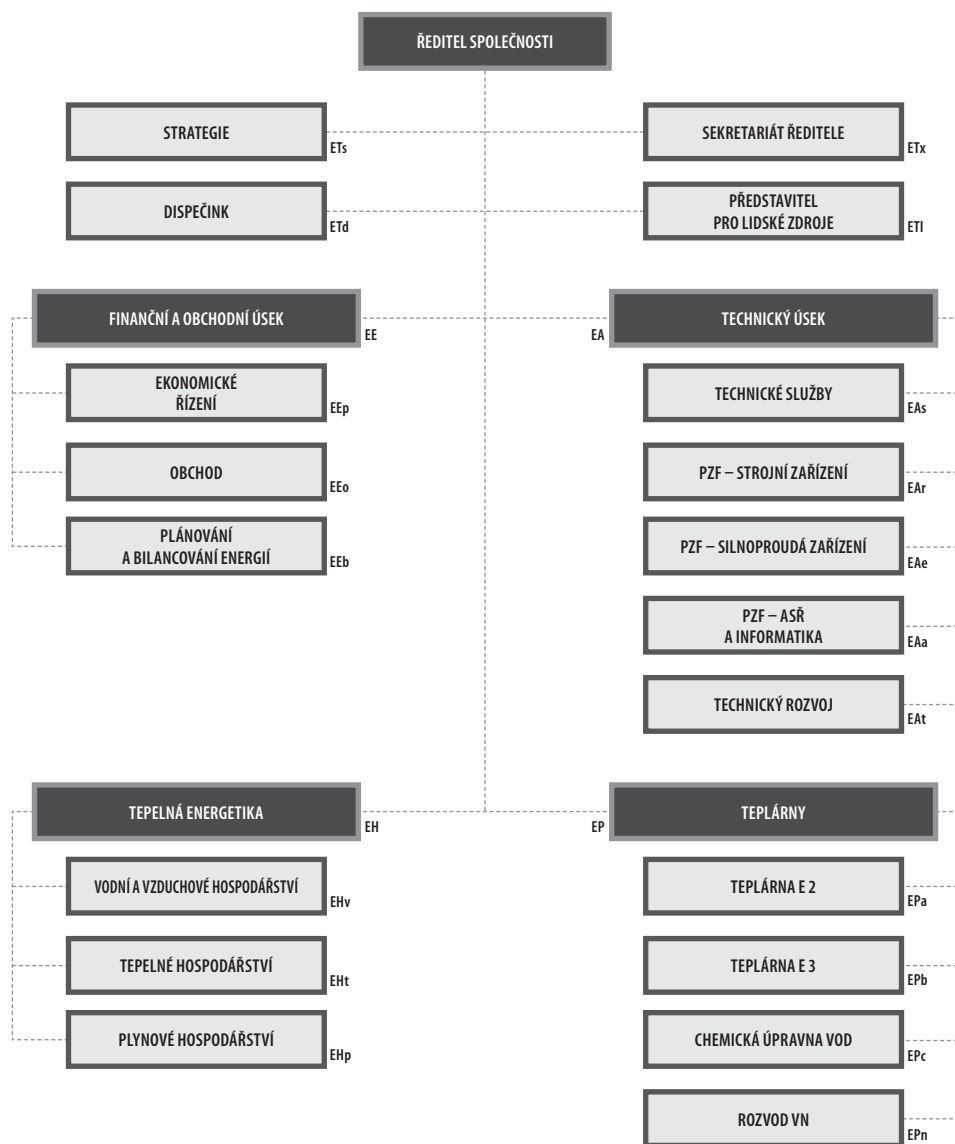 ŘEDITEL SPOLEČNOSTI
STRATEGIE
ETs
SEKRETARIÁT ŘEDITELE
ETx
DISPEČINK
ETd
PŘEDSTAVITEL
PRO LIDSKÉ ZDROJE
ETl
FINANČNÍ A OBCHODNÍ ÚSEK
EE
EKONOMICKÉ
ŘÍZENÍ
EEp
OBCHOD
EEo
PLÁNOVÁNÍ
A BILANCOVÁNÍ ENERGIÍ
EEb
EA
TECHNICKÝ ÚSEK
TECHNICKÉ SLUŽBY
EAs
PZF – STROJNÍ ZAŘÍZENÍ
EAr
PZF – SILNOPROUDÁ ZAŘÍZENÍ
EAe
PZF – ASŘ
A INFORMATIKA
EAa
TECHNICKÝ ROZVOJ
EAt
TEPELNÁ ENERGETIKA
EH
VODNÍ A VZDUCHOVÉ HOSPODÁŘSTVÍ
EHv
TEPELNÉ HOSPODÁŘSTVÍ
EHt
PLYNOVÉ HOSPODÁŘSTVÍ
EHp
EP
TEPLÁRNY
TEPLÁRNA E 2
EPa
TEPLÁRNA E 3
EPb
CHEMICKÁ ÚPRAVNA VOD
EPc
ROZVOD VN
EPn